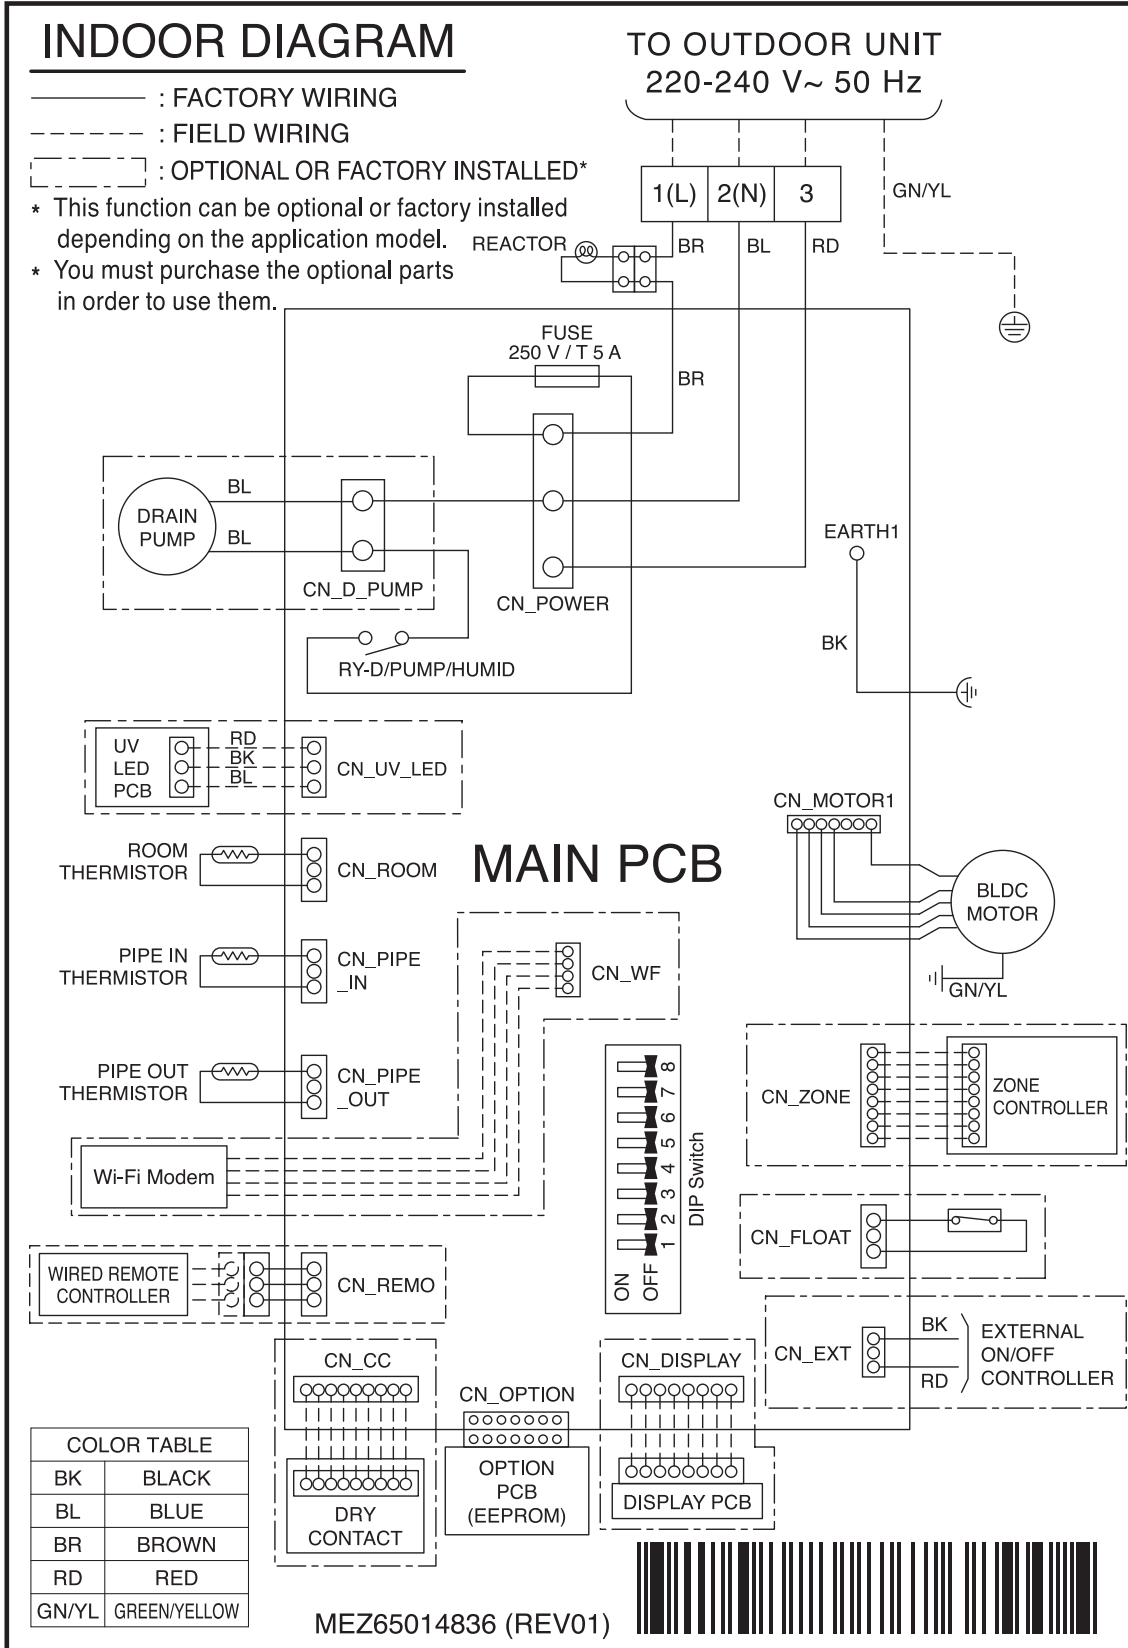 INDOOR DIAGRAM
: FACTORY WIRING
: FIELD WIRING
: OPTIONAL OR FACTORY INSTALLED*
* This function can be optional or factory installed
depending on the application model.
* You must purchase the optional parts
in order to use them.
TO OUTDOOR UNIT
220-240 V~ 50 Hz
1(L) 2(N) 3
GN/YL
REACTOR
BR BL RD
FUSE
250 V / T 5 A
BR
DRAIN
PUMP
BL
BL
CN_D_PUMP
CN_POWER
RY-D/PUMP/HUMID
EARTH1
BK
UV
LED
PCB
RD
BK
BL
CN_UV_LED
ROOM
THERMISTOR
CN_ROOM
MAIN PCB
CN_MOTOR1
BLDC
MOTOR
GN/YL
PIPE IN
THERMISTOR
CN_PIPE
_IN
CN_WF
PIPE OUT
THERMISTOR
CN_PIPE
_OUT
Wi-Fi Modem
8
7
6
5
4
3
2
1
ON
OFF
DIP Switch
CN_ZONE
ZONE
CONTROLLER
CN_FLOAT
WIRED REMOTE
CONTROLLER
CN_REMO
CN_EXT
BK
RD
EXTERNAL
ON/OFF
CONTROLLER
CN_CC
DRY
CONTACT
CN_OPTION
OPTION
PCB
(EEPROM)
CN_DISPLAY
DISPLAY PCB
COLOR TABLE
BK BLACK
BL BLUE
BR BROWN
RD RED
GN/YL GREEN/YELLOW
MEZ65014836 (REV01)